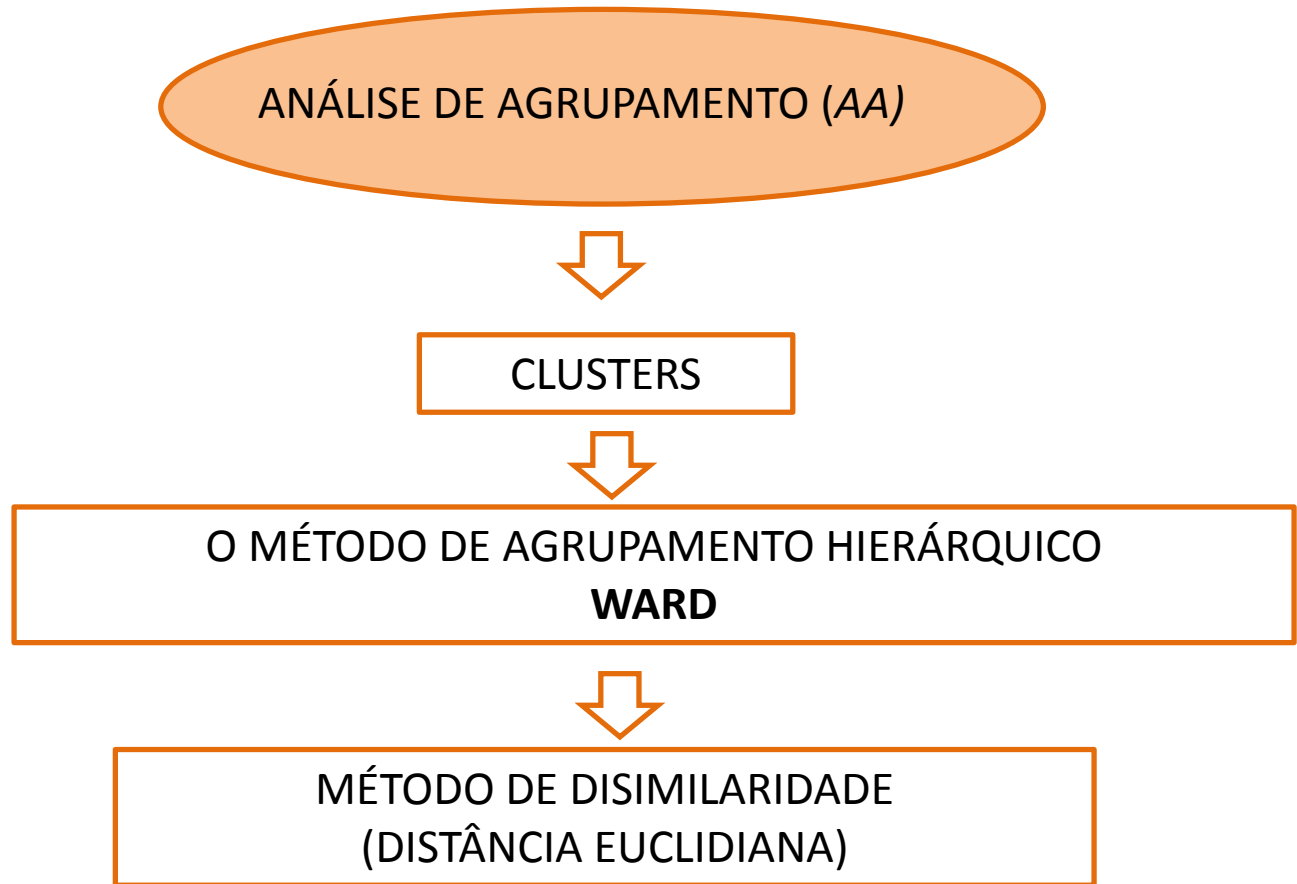 ANÁLISE DE AGRUPAMENTO (AA)
CLUSTERS
O MÉTODO DE AGRUPAMENTO HIERÁRQUICO
WARD
MÉTODO DE DISIMILARIDADE
(DISTÂNCIA EUCLIDIANA)